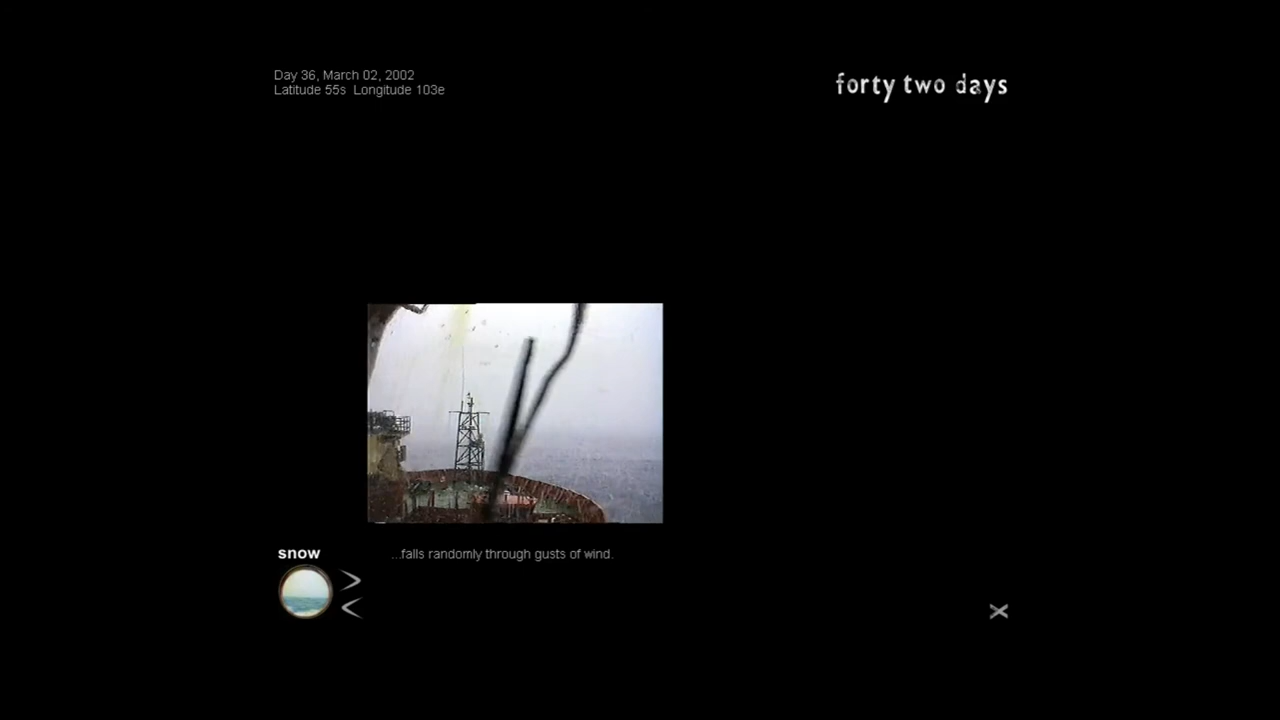 Day 36, March 02, 2002
Latitude 55s Longitude 103e
forty two days
snow
...falls randomly through gusts of wind.